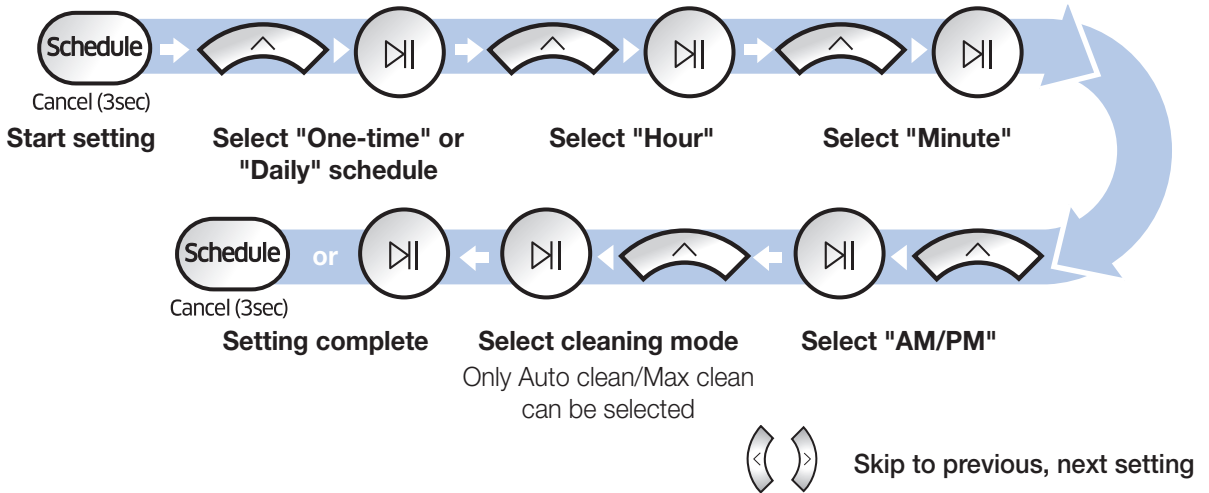 Schedule
Cancel (3sec)
Start setting
Select "One-time" or
"Daily" schedule
Select "Hour"
Select "Minute"
Select "AM/PM"
Select cleaning mode
Only Auto clean/Max clean
can be selected
Schedule
or
Cancel (3sec)
Setting complete
Skip to previous, next setting